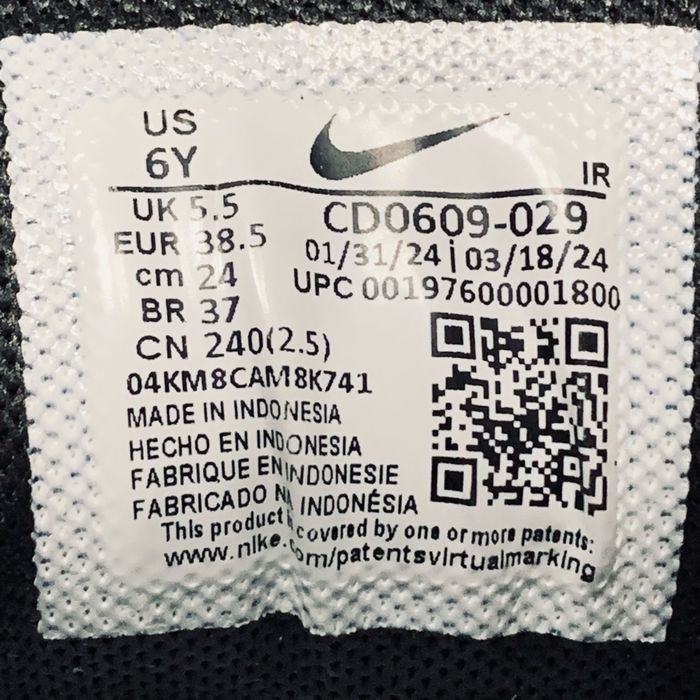 US
6Y
IR
UK 5.5
EUR 38.5
cm 24
BR 37
CN 240(2.5)
CD0609-029
01/31/24 | 03/18/24
UPC 00197600001800
04KM8CAM8K741
MADE IN INDONESIA
HECHO EN INDONESIA
FABRIQUE EN INDONESIE
FABRICADO NA INDONÉSIA
This product is covered by one or more patents:
www.nike.com/patentsvirtualmarking